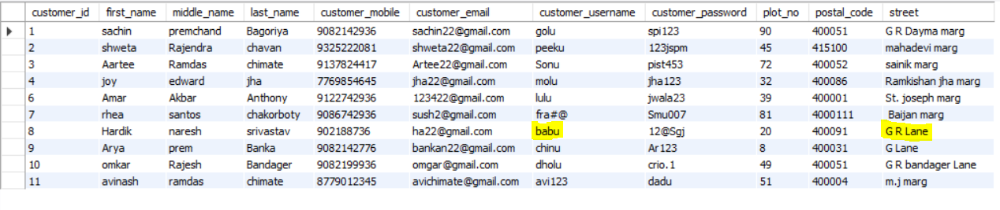 customer_id first_name middle_name last_name customer_mobile customer_email customer_username customer_password plot_no postal_code street
1 sachin premchand Bagoriya 9082142936 sachin22@gmail.com golu spi123 90 400051 G R Dayma marg
2 shweta Rajendra chavan 9325222081 shweta22@gmail.com peeku 123jspm 45 415100 mahadevi marg
3 Aartee Ramdas chimate 9137824417 Artee22@gmail.com Sonu pist453 72 400052 sainik marg
4 joy edward jha 7769854645 jha22@gmail.com molu jha123 32 400086 Ramkishan jha marg
6 Amar Akbar Anthony 9122742936 123422@gmail.com lulu jwala23 39 400001 St. joseph marg
7 rhea santos chakorboty 9086742936 sush2@gmail.com fra#@ Smu007 81 4000111 Baijan marg
8 Hardik naresh srivastav 902188736 ha22@gmail.com babu 12@Sgj 20 400091 G R Lane
9 Arya prem Banka 9082142776 bankan22@gmail.com chinu Ar123 8 400031 G Lane
10 omkar Rajesh Bandager 9082199936 omgar@gmail.com dholu crio.1 49 400051 G R bandager Lane
11 avinash ramdas chimate 8779012345 avichimate@gmail.com avi123 dadu 51 400004 m.j marg